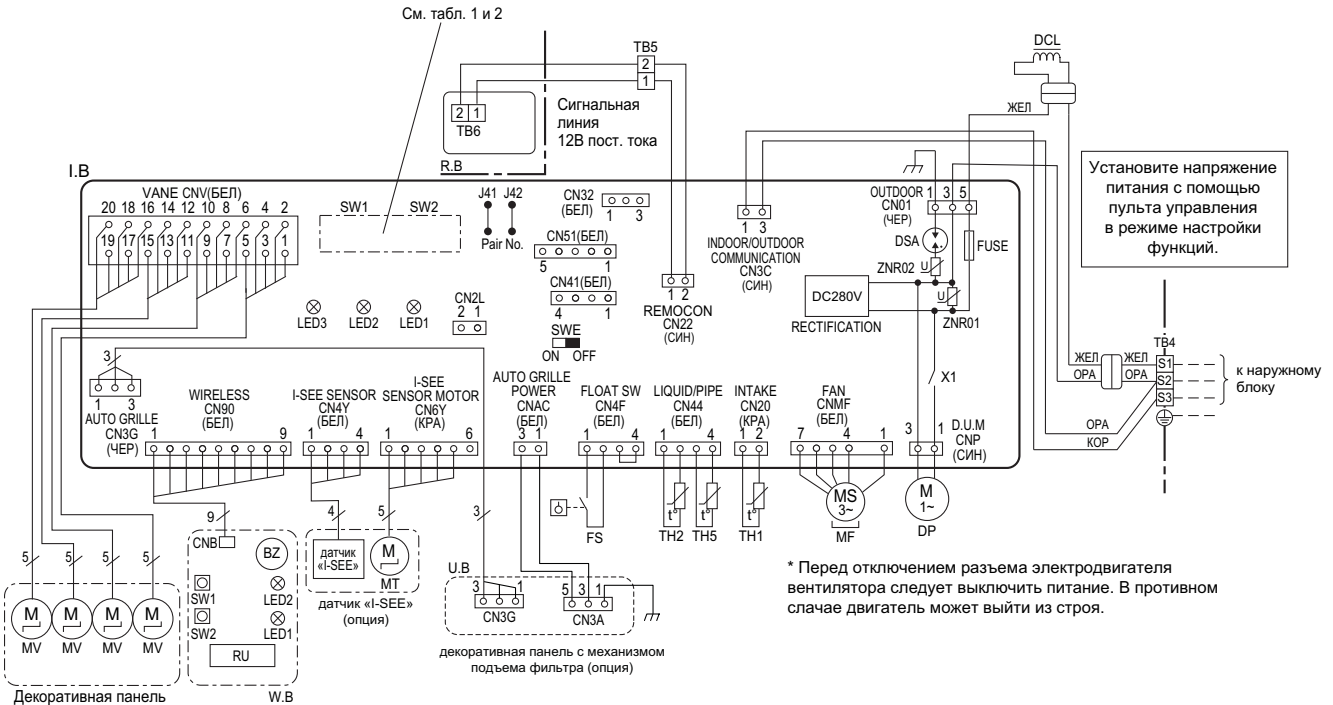 См. табл. 1 и 2
DCL
TB5
2
1
ЖЕЛ
2 1
TB6
Сигнальная
линия
12В пост. тока
R.B
I.B
Установите напряжение
питания с помощью
пульта управления
в режиме настройки
функций.
VANE CNV(БЕЛ)
20 18 16 14 12 10 8 6 4 2
19 17 15 13 11 9 7 5 3 1
SW1 SW2
J41 J42
Pair No.
CN32
(БЕЛ)
1 3
CN51(БЕЛ)
5 1
CN41(БЕЛ)
4 1
SWE
ON OFF
1 2
REMOCON
CN22
(СИН)
1 3
INDOOR/OUTDOOR
COMMUNICATION
CN3C
(СИН)
OUTDOOR
CN01
(ЧЕР)
1 3 5
DSA
FUSE
ZNR02
U
U
ZNR01
DC280V
RECTIFICATION
LED3 LED2 LED1
CN2L
2 1
X1
TB4
ЖЕЛ ЖЕЛ S1
ОРА ОРА S2
S3
к наружному
блоку
ОРА
КОР
3
1 3
AUTO GRILLE
CN3G
(ЧЕР)
WIRELESS
CN90
(БЕЛ)
1 9
I-SEE SENSOR
CN4Y
(БЕЛ)
1 4
I-SEE
SENSOR MOTOR
CN6Y
(КРА)
1 6
AUTO GRILLE
POWER
CNAC
(БЕЛ)
3 1
FLOAT SW
CN4F
(БЕЛ)
1 4
LIQUID/PIPE
CN44
(БЕЛ)
1 4
INTAKE
CN20
(КРА)
1 2
FAN
CNMF
(БЕЛ)
7 4 1
3 1
D.U.M
CNP
(СИН)
5 5 5 5
9
4
5
3
CNB
BZ
SW1
SW2
LED2
LED1
RU
W.B
датчик
«I-SEE»
M
MT
датчик «I-SEE»
(опция)
FS
t° t° t°
TH2 TH5 TH1
MS
3~
MF
M
1~
DP
U.B
3 1
CN3G
5 3 1
CN3A
декоративная панель с механизмом
подъема фильтра (опция)
M M M M
MV MV MV MV
Декоративная панель
* Перед отключением разъема электродвигателя
вентилятора следует выключить питание. В противном
слачае двигатель может выйти из строя.